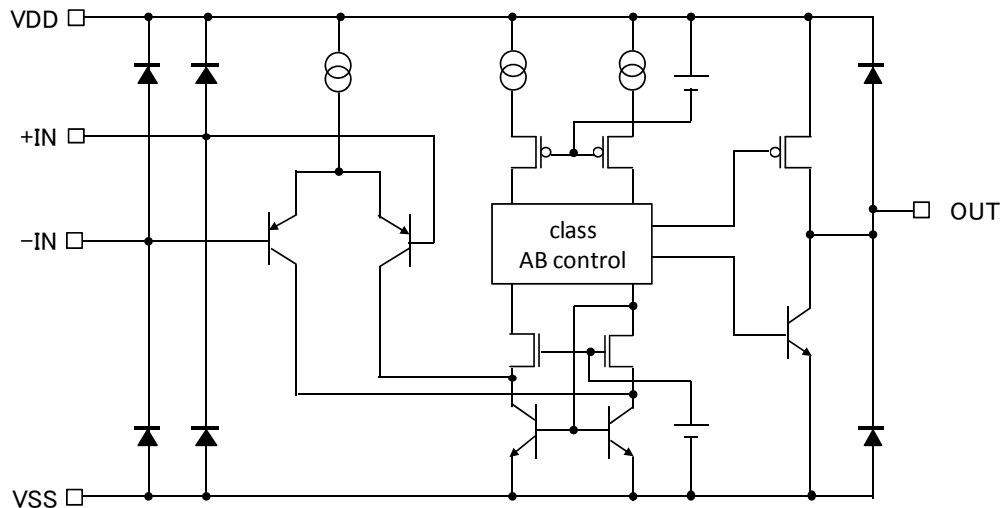 VDD
+IN
−IN
class
AB control
OUT
VSS